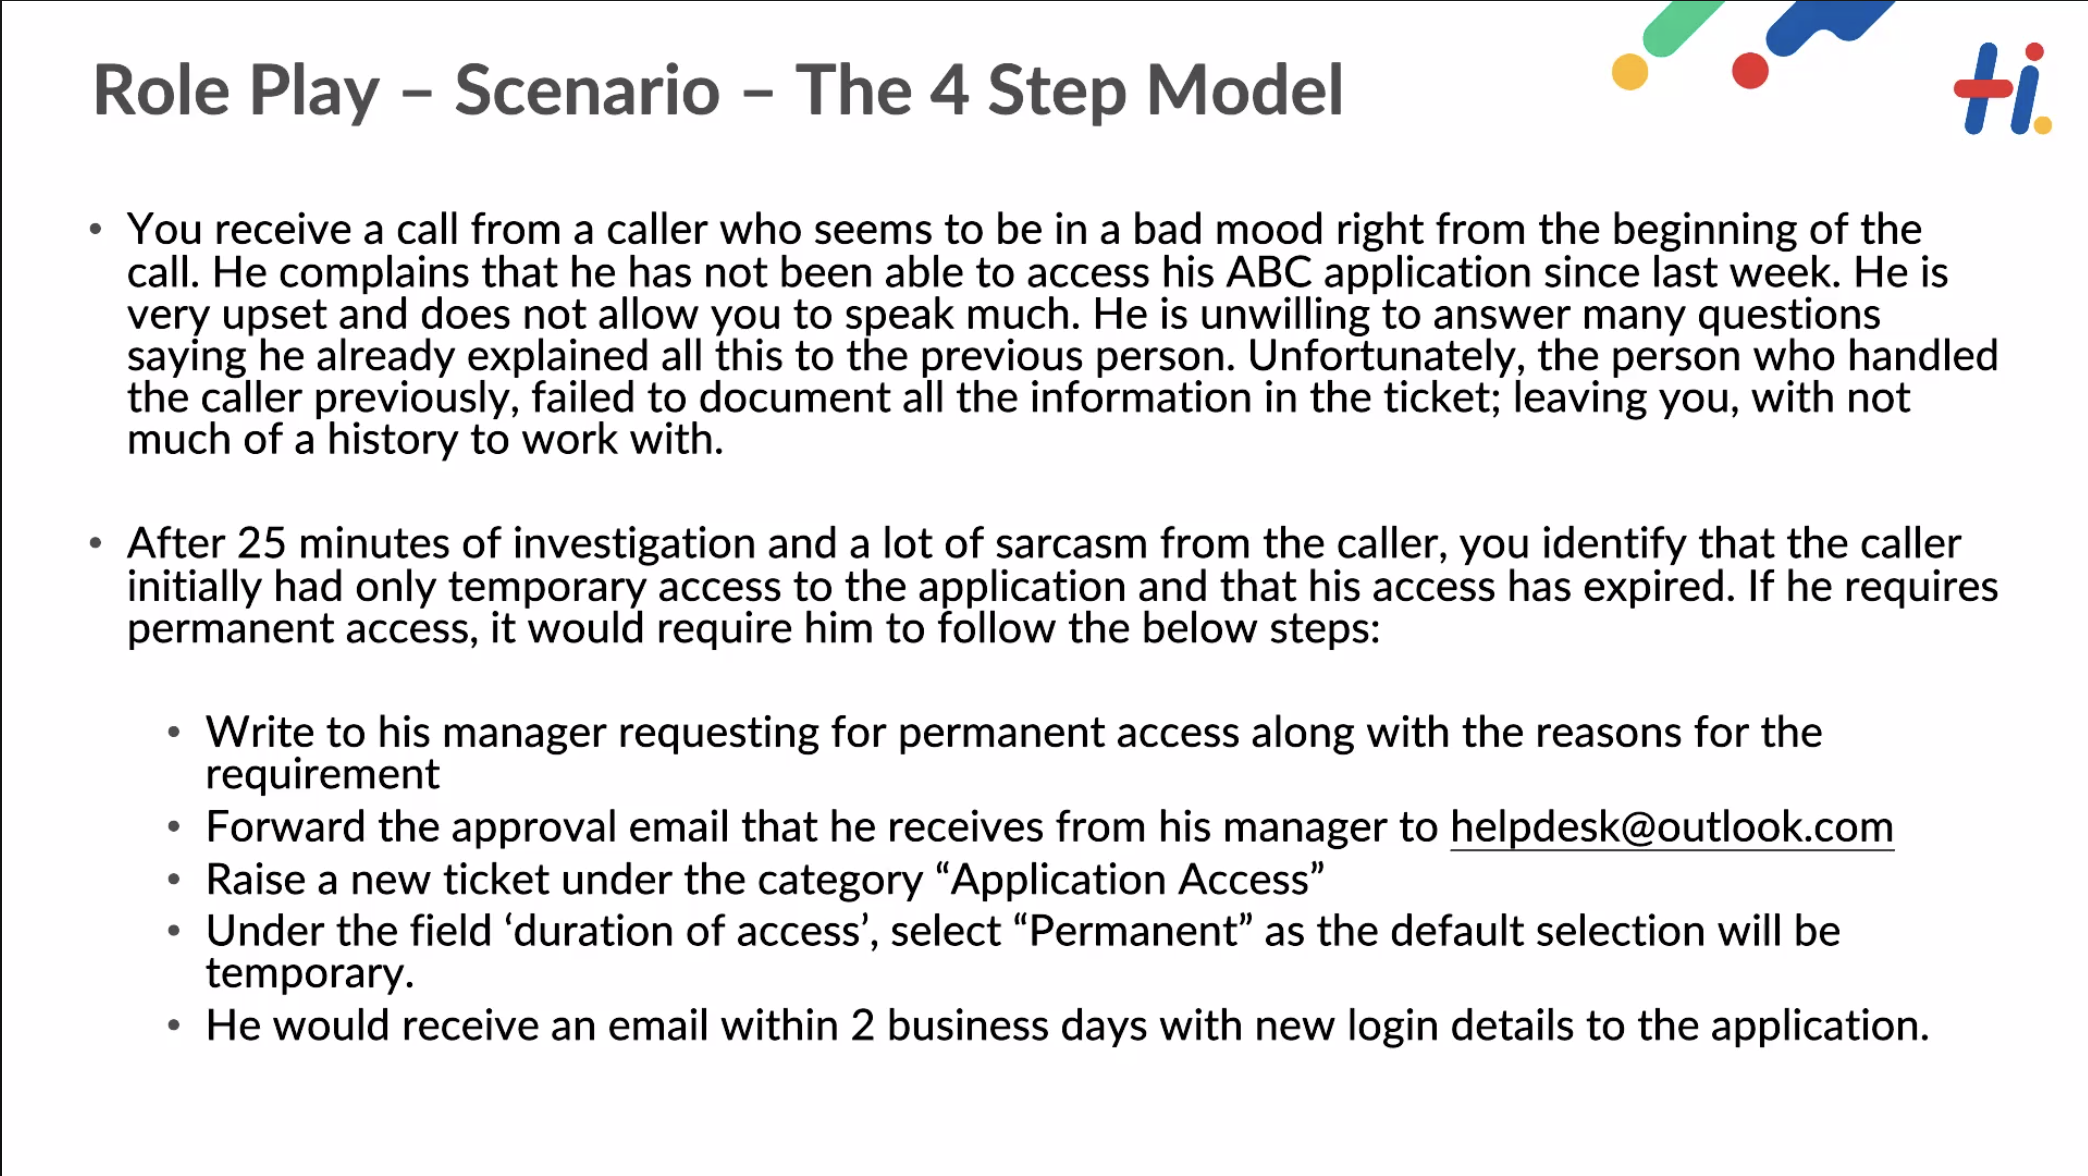 Role Play – Scenario – The 4 Step Model
Hi.
• You receive a call from a caller who seems to be in a bad mood right from the beginning of the
call. He complains that he has not been able to access his ABC application since last week. He is
very upset and does not allow you to speak much. He is unwilling to answer many questions
saying he already explained all this to the previous person. Unfortunately, the person who handled
the caller previously, failed to document all the information in the ticket; leaving you, with not
much of a history to work with.
• After 25 minutes of investigation and a lot of sarcasm from the caller, you identify that the caller
initially had only temporary access to the application and that his access has expired. If he requires
permanent access, it would require him to follow the below steps:
• Write to his manager requesting for permanent access along with the reasons for the
requirement
• Forward the approval email that he receives from his manager to helpdesk@outlook.com
• Raise a new ticket under the category “Application Access”
• Under the field ‘duration of access’, select “Permanent” as the default selection will be
temporary.
• He would receive an email within 2 business days with new login details to the application.